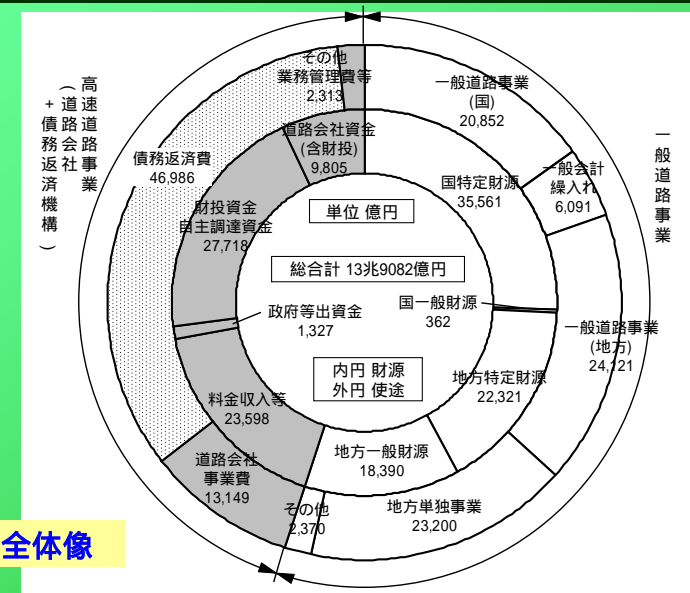 高速道路事業
(道路会社
+債務返済機構)
その他
業務管理費等
2,313
道路会社資金
(含財投)
9,805
債務返済費
46,986
財投資金
自主調達資金
27,718
政府等出資金
1,327
料金収入等
23,598
道路会社
事業費
13,149
一般道路事業
(国)
20,852
一般会計
繰入れ
6,091
国特定財源
35,561
一般道路事業
単位 億円
総合計 13兆9082億円
国一般財源
362
内円 財源
外円 使途
一般道路事業
(地方)
24,121
地方特定財源
22,321
地方一般財源
18,390
地方単独事業
23,200
その他
2,370
全体像